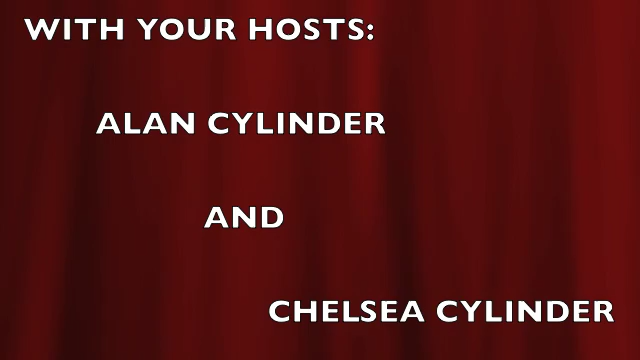 WITH YOUR HOSTS:
ALAN CYLINDER
AND
CHELSEA CYLINDER